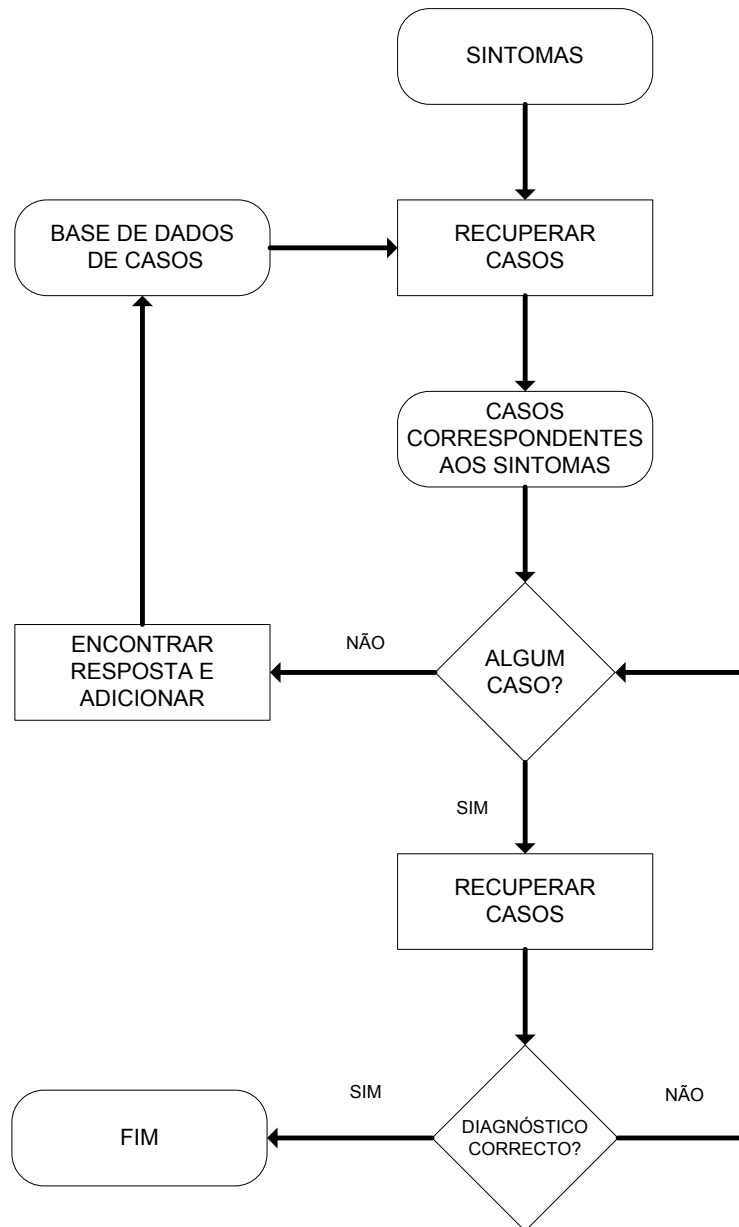 SINTOMAS
BASE DE DADOS
DE CASOS
RECUPERAR
CASOS
CASOS
CORRESPONDENTES
AOS SINTOMAS
ENCONTRAR
RESPOSTA E
ADICIONAR
NÃO
ALGUM
CASO?
SIM
RECUPERAR
CASOS
FIM
SIM
DIAGNÓSTICO
CORRECTO?
NÃO